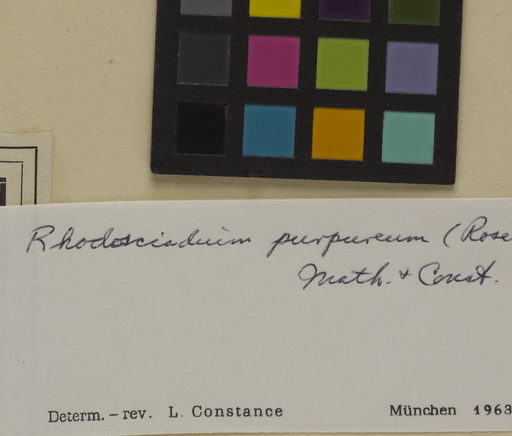 Rhodosciadium purpureum (Rose
Math. + Const.
Determ. – rev. L. Constance München 1963